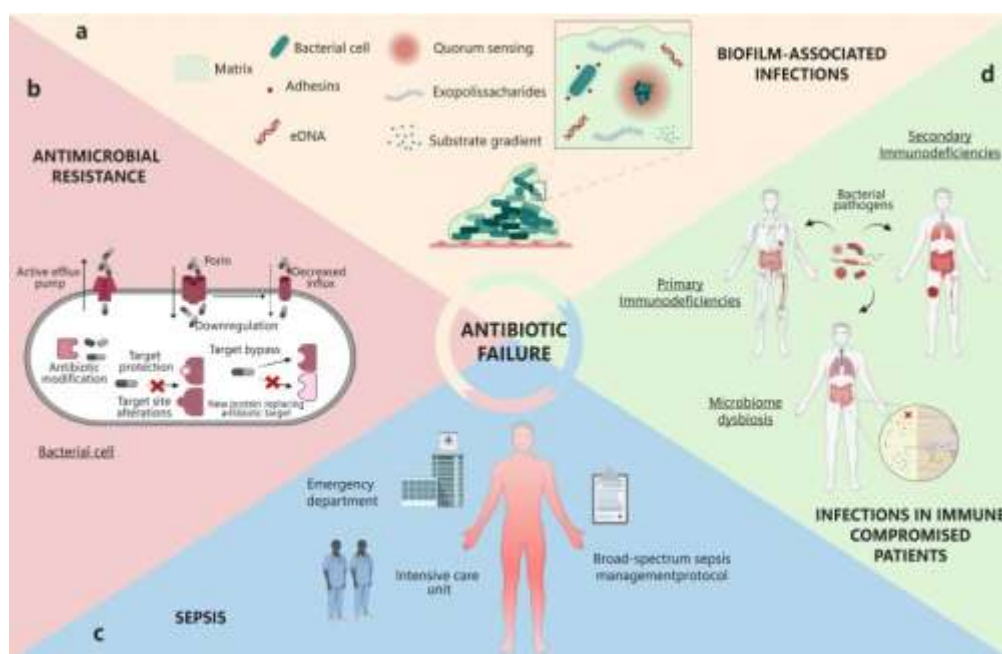 a
Matrix
Bacterial cell
Adhesins
eDNA
Quorum sensing
Exopolissacharides
Substrate gradient
BIOFILM-ASSOCIATED
INFECTIONS
b
ANTIMICROBIAL
RESISTANCE
Active efflux
pump
Porin
Decreased
influx
Downregulation
Antibiotic
modification
Target
protection
Target site
alterations
Target bypass
New protein replacing
antibiotic target
Bacterial cell
ANTIBIOTIC
FAILURE
d
Secondary
Immunodeficiencies
Bacterial
pathogens
Primary
Immunodeficiencies
Microbiome
dysbiosis
INFECTIONS IN IMMUNE
COMPROMISED
PATIENTS
Emergency
department
Intensive care
unit
Broad-spectrum sepsis
managementprotocol
SEPSIS
c